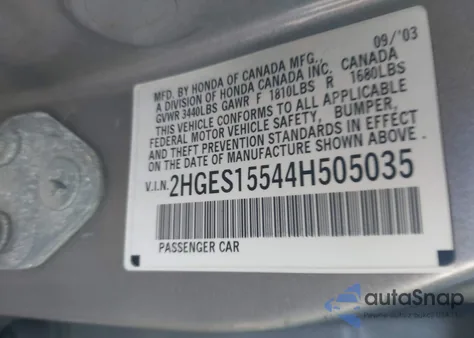 09/'03
MFD. BY HONDA OF CANADA MFG.,
A DIVISION OF HONDA CANADA INC. CANADA
GVWR 3440LBS GAWR F 1810LBS R 1680LBS
THIS VEHICLE CONFORMS TO ALL APPLICABLE
FEDERAL MOTOR VEHICLE SAFETY, BUMPER,
AND THEFT PREVENTION STANDARDS IN EFFECT
ON THE DATE OF MANUFACTURE SHOWN ABOVE.
V.I.N. 2HGES15544H505035
PASSENGER CAR
autoSnap